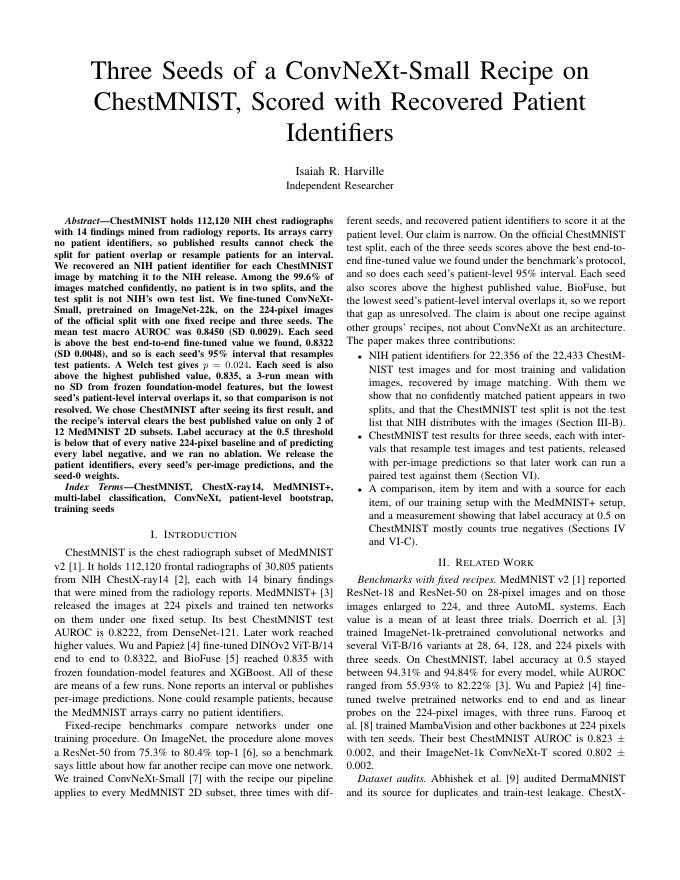 Three Seeds of a ConvNeXt-Small Recipe on
ChestMNIST, Scored with Recovered Patient
Identifiers
Isaiah R. Harville
Independent Researcher
Abstract—ChestMNIST holds 112,120 NIH chest radiographs
with 14 findings mined from radiology reports. Its arrays carry
no patient identifiers, so published results cannot check the
split for patient overlap or resample patients for an interval.
We recovered an NIH patient identifier for each ChestMNIST
image by matching it to the NIH release. Among the 99.6% of
images matched confidently, no patient is in two splits, and the
test split is not NIH's own test list. We fine-tuned ConvNeXt-
Small, pretrained on ImageNet-22k, on the 224-pixel images
of the official split with one fixed recipe and three seeds. The
mean test macro AUROC was 0.8450 (SD 0.0029). Each seed
is above the best end-to-end fine-tuned value we found, 0.8322
(SD 0.0048), and so is each seed's 95% interval that resamples
test patients. A Welch test gives p = 0.024. Each seed is also
above the highest published value, 0.835, a 3-run mean with
no SD from frozen foundation-model features, but the lowest
seed's patient-level interval overlaps it, so that comparison is not
resolved. We chose ChestMNIST after seeing its first result, and
the recipe's interval clears the best published value on only 2 of
12 MedMNIST 2D subsets. Label accuracy at the 0.5 threshold
is below that of every native 224-pixel baseline and of predicting
every label negative, and we ran no ablation. We release the
patient identifiers, every seed's per-image predictions, and the
seed-0 weights.
Index Terms—ChestMNIST, ChestX-ray14, MedMNIST+,
multi-label classification, ConvNeXt, patient-level bootstrap,
training seeds
I. INTRODUCTION
ChestMNIST is the chest radiograph subset of MedMNIST
v2 [1]. It holds 112,120 frontal radiographs of 30,805 patients
from NIH ChestX-ray14 [2], each with 14 binary findings
that were mined from the radiology reports. MedMNIST+ [3]
released the images at 224 pixels and trained ten networks
on them under one fixed setup. Its best ChestMNIST test
AUROC is 0.8222, from DenseNet-121. Later work reached
higher values. Wu and Papież [4] fine-tuned DINOv2 ViT-B/14
end to end to 0.8322, and BioFuse [5] reached 0.835 with
frozen foundation-model features and XGBoost. All of these
are means of a few runs. None reports an interval or publishes
per-image predictions. None could resample patients, because
the MedMNIST arrays carry no patient identifiers.
Fixed-recipe benchmarks compare networks under one
training procedure. On ImageNet, the procedure alone moves
a ResNet-50 from 75.3% to 80.4% top-1 [6], so a benchmark
says little about how far another recipe can move one network.
We trained ConvNeXt-Small [7] with the recipe our pipeline
applies to every MedMNIST 2D subset, three times with dif-
ferent seeds, and recovered patient identifiers to score it at the
patient level. Our claim is narrow. On the official ChestMNIST
test split, each of the three seeds scores above the best end-to-
end fine-tuned value we found under the benchmark's protocol,
and so does each seed's patient-level 95% interval. Each seed
also scores above the highest published value, BioFuse, but
the lowest seed's patient-level interval overlaps it, so we report
that gap as unresolved. The claim is about one recipe against
other groups' recipes, not about ConvNeXt as an architecture.
The paper makes three contributions:
• NIH patient identifiers for 22,356 of the 22,433 ChestM-
NIST test images and for most training and validation
images, recovered by image matching. With them we
show that no confidently matched patient appears in two
splits, and that the ChestMNIST test split is not the test
list that NIH distributes with the images (Section III-B).
• ChestMNIST test results for three seeds, each with inter-
vals that resample test images and test patients, released
with per-image predictions so that later work can run a
paired test against them (Section VI).
• A comparison, item by item and with a source for each
item, of our training setup with the MedMNIST+ setup,
and a measurement showing that label accuracy at 0.5 on
ChestMNIST mostly counts true negatives (Sections IV
and VI-C).
II. RELATED WORK
Benchmarks with fixed recipes. MedMNIST v2 [1] reported
ResNet-18 and ResNet-50 on 28-pixel images and on those
images enlarged to 224, and three AutoML systems. Each
value is a mean of at least three trials. Doerrich et al. [3]
trained ImageNet-1k-pretrained convolutional networks and
several ViT-B/16 variants at 28, 64, 128, and 224 pixels with
three seeds. On ChestMNIST, label accuracy at 0.5 stayed
between 94.31% and 94.84% for every model, while AUROC
ranged from 55.93% to 82.22% [3]. Wu and Papież [4] fine-
tuned twelve pretrained networks end to end and as linear
probes on the 224-pixel images, with three runs. Farooq et
al. [8] trained MambaVision and other backbones at 224 pixels
with ten seeds. Their best ChestMNIST AUROC is 0.823 ±
0.002, and their ImageNet-1k ConvNeXt-T scored 0.802 ±
0.002.
Dataset audits. Abhishek et al. [9] audited DermaMNIST
and its source for duplicates and train-test leakage. ChestX-